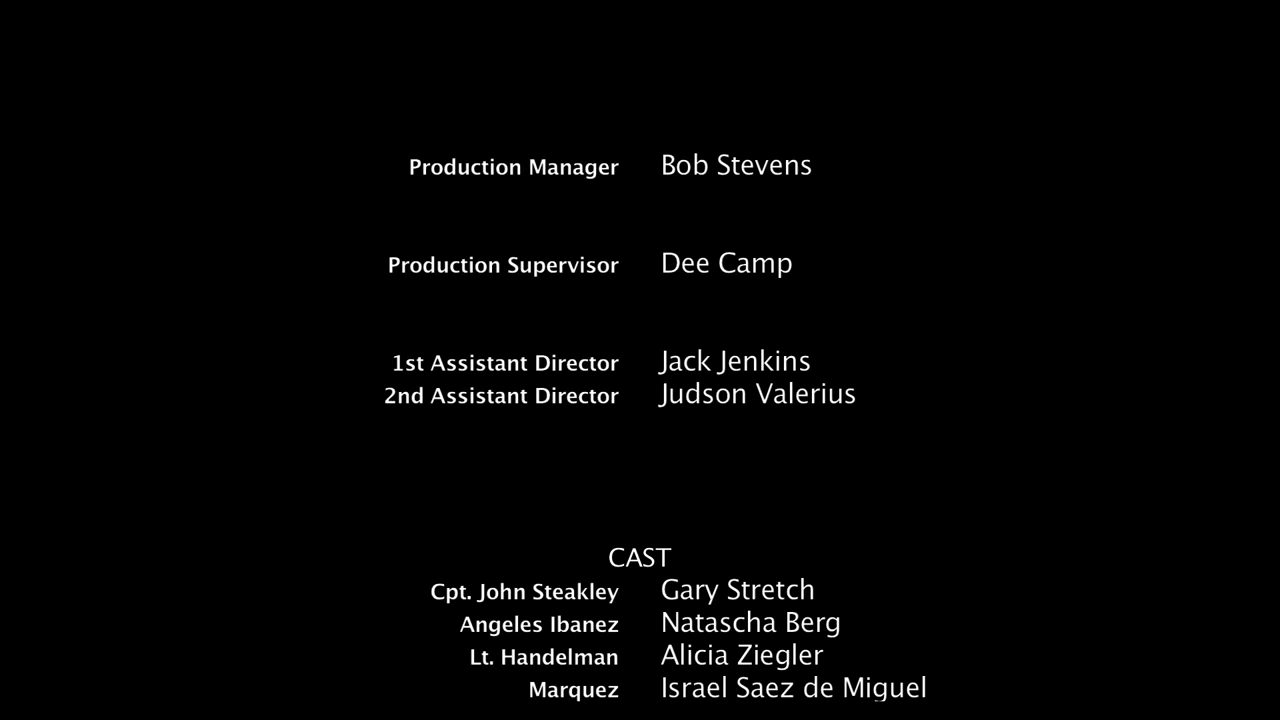 Production Manager Bob Stevens
Production Supervisor Dee Camp
1st Assistant Director Jack Jenkins
2nd Assistant Director Judson Valerius
CAST
Cpt. John Steakley Gary Stretch
Angeles Ibanez Natascha Berg
Lt. Handelman Alicia Ziegler
Marquez Israel Saez de Miguel